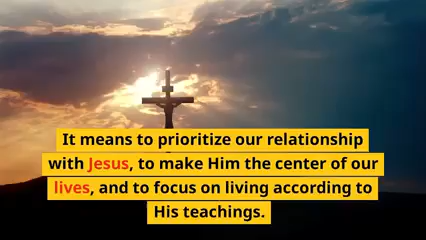 It means to prioritize our relationship
with Jesus, to make Him the center of our
lives, and to focus on living according to
His teachings.